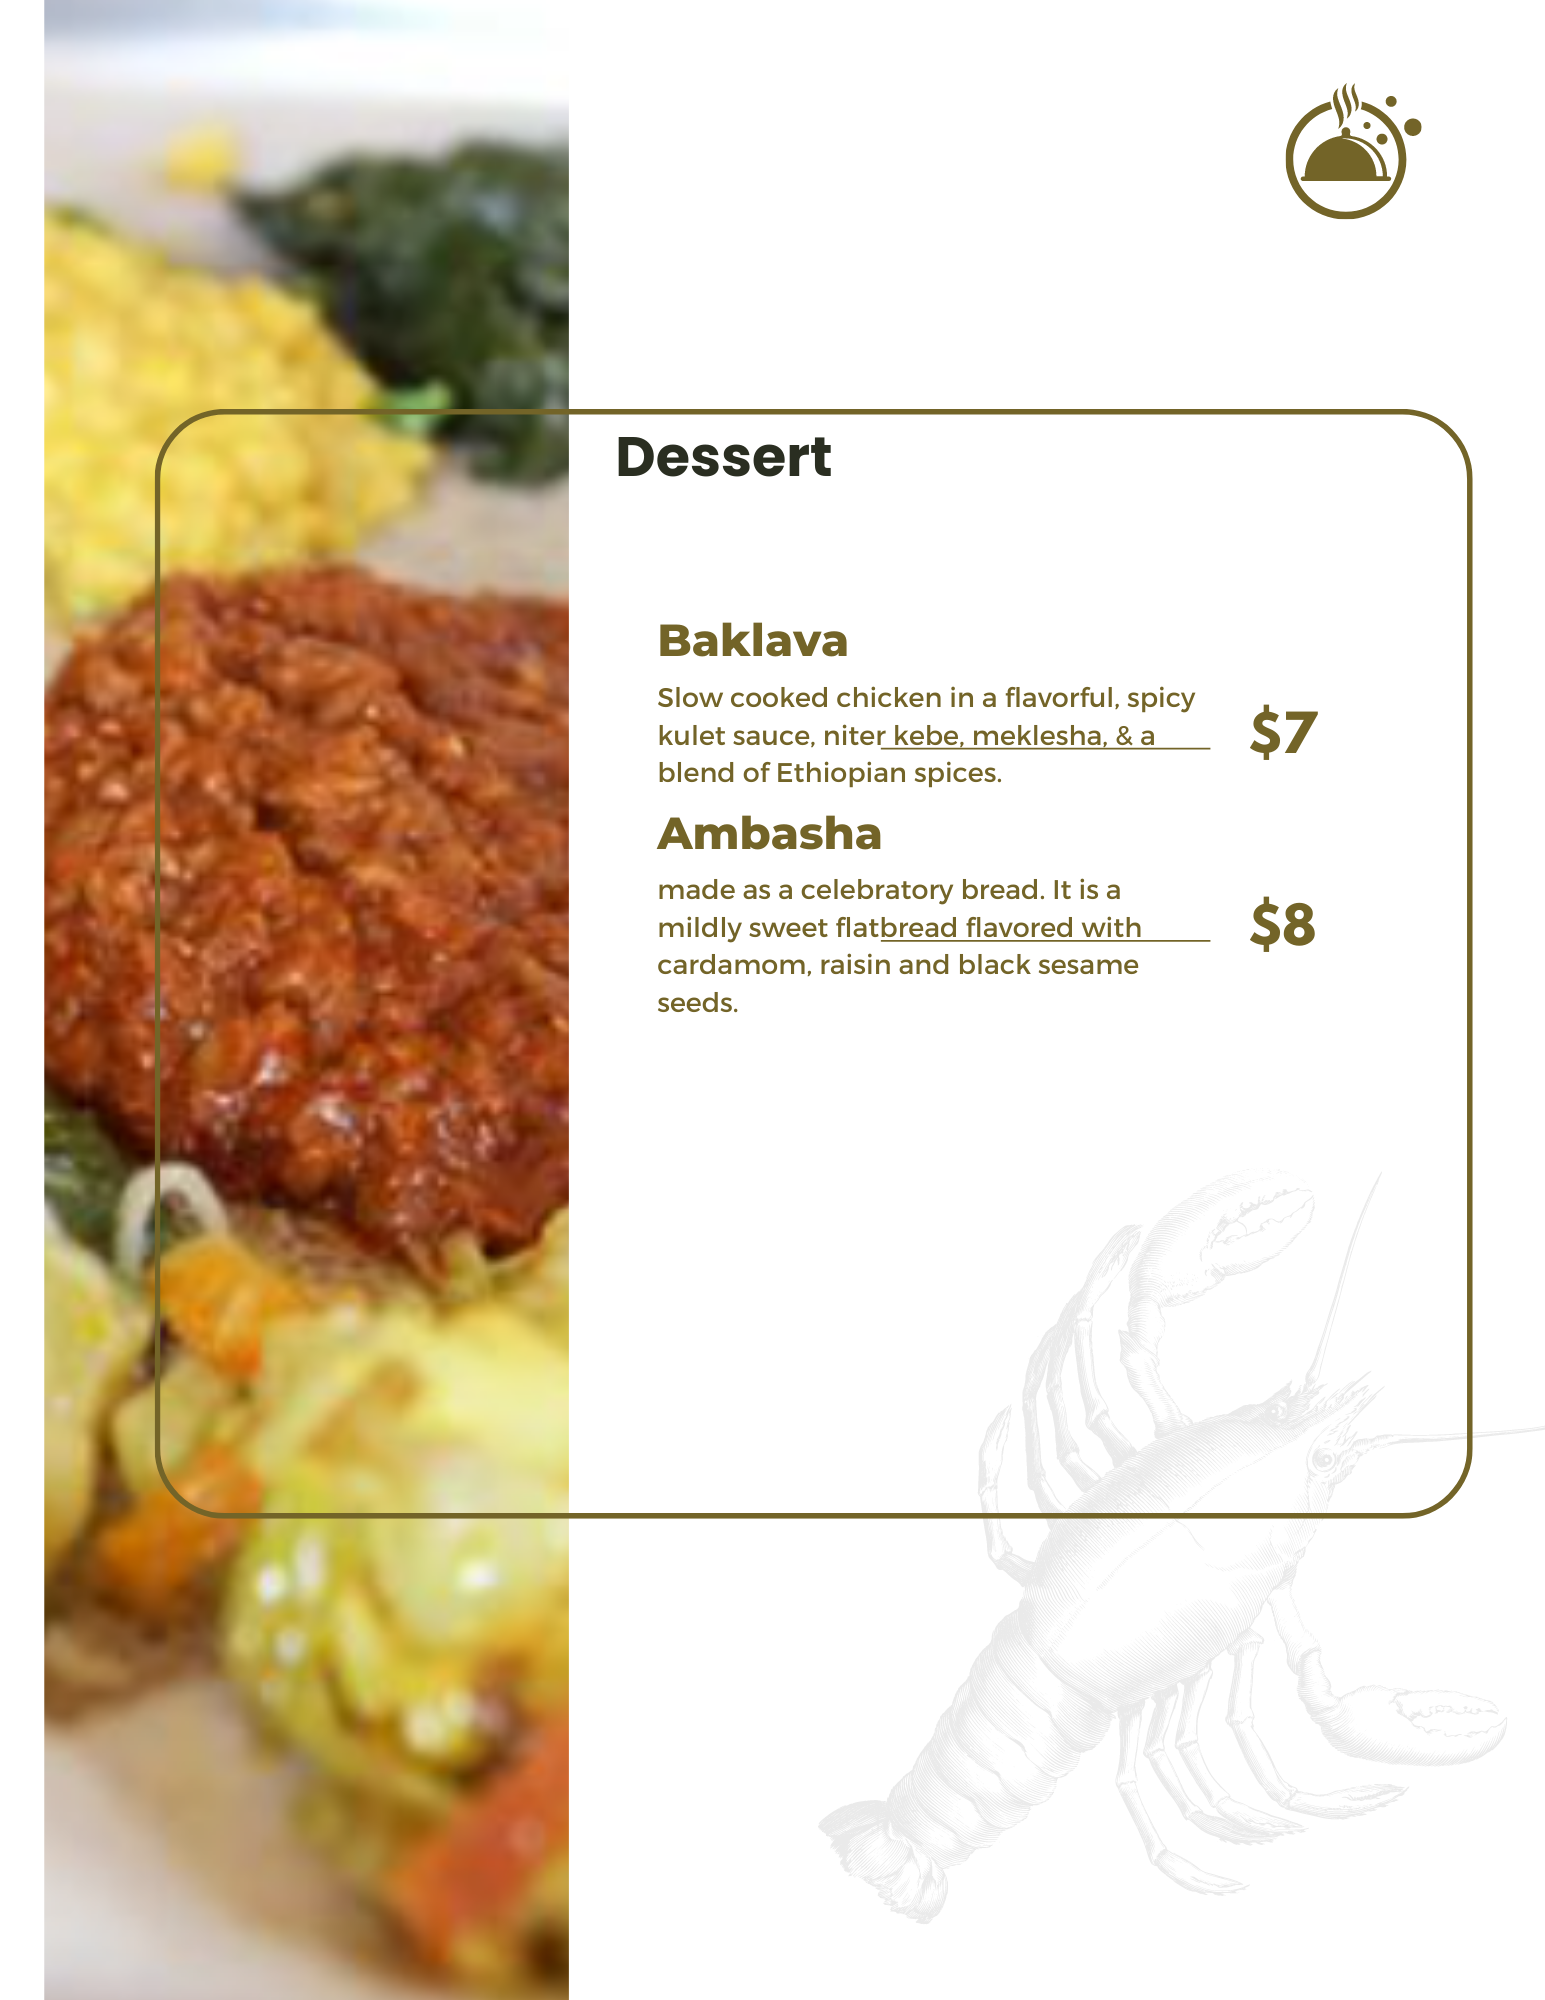 Dessert
Baklava
Slow cooked chicken in a flavorful, spicy
kulet sauce, niter kebe, meklesha, & a
blend of Ethiopian spices.
$7
Ambasha
made as a celebratory bread. It is a
mildly sweet flatbread flavored with
cardamom, raisin and black sesame
seeds.
$8